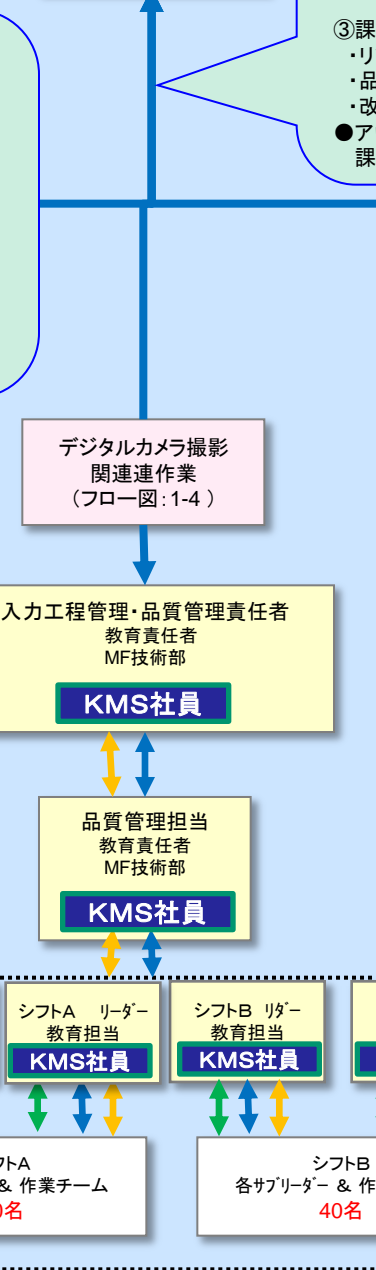 ③課
・リ
・品
・改
●ア
課
デジタルカメラ撮影
関連連作業
（フロー図：1-4 ）
入力工程管理・品質管理責任者
教育責任者
MF技術部
KMS社員
品質管理担当
教育責任者
MF技術部
KMS社員
シフトA　ﾘｰﾀﾞｰ
教育担当
KMS社員
シフトB ﾘﾀﾞｰ
教育担当
KMS社員
フトA
& 作業チーム
0名
シフトB
各ｻﾌﾞﾘｰﾀﾞｰ & 作
40名